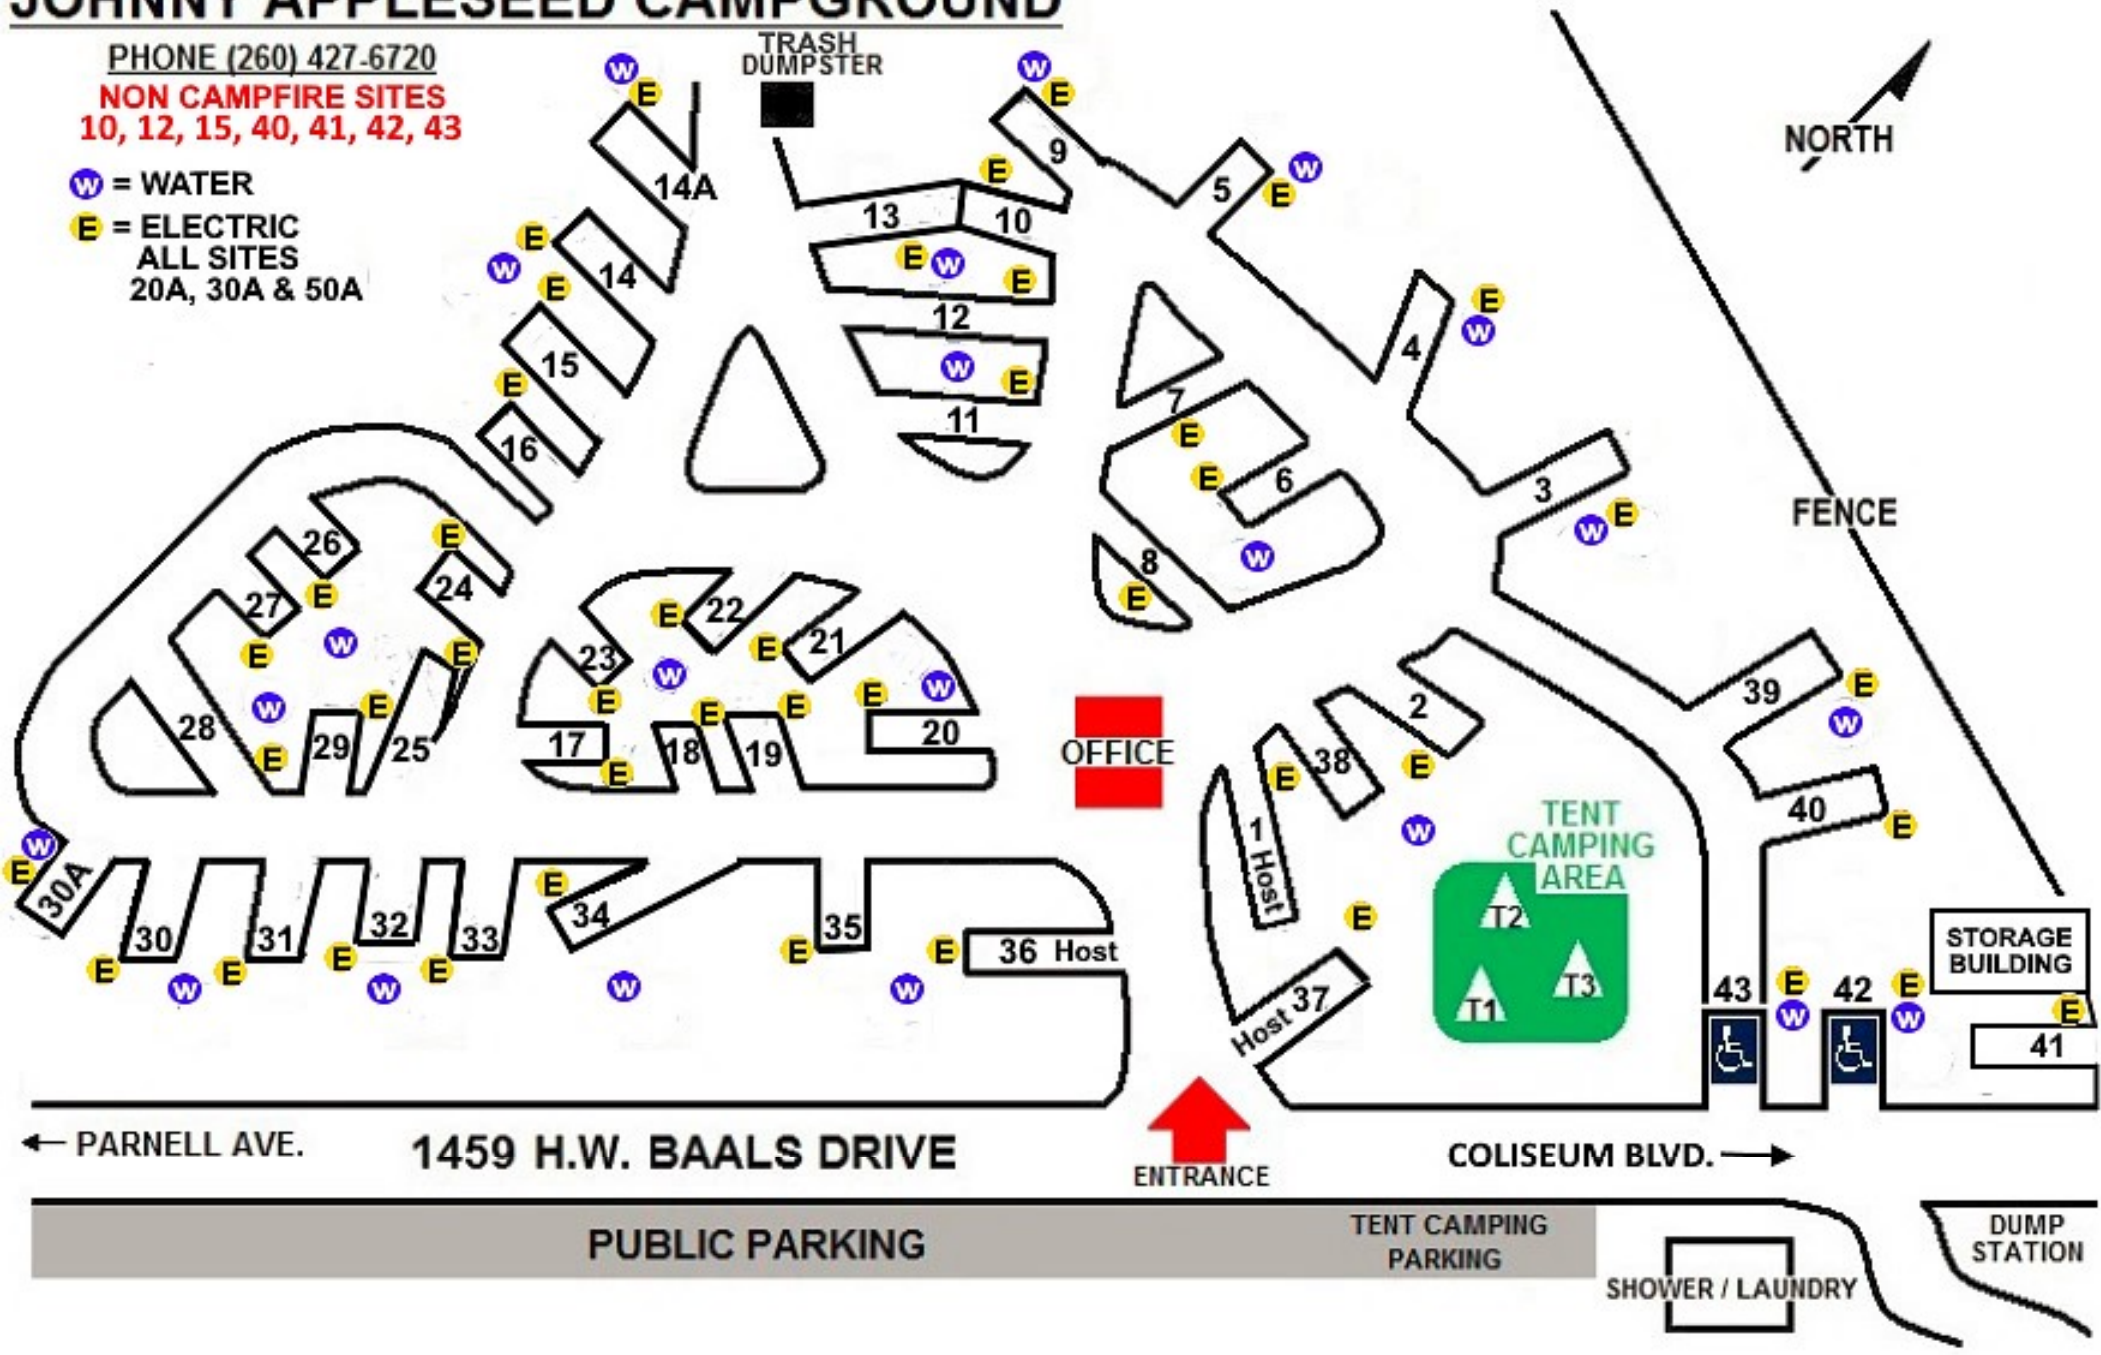 JOHNNY APPLESEED CAMPGROUND
PHONE (260) 427-6720
NON CAMPFIRE SITES
10, 12, 15, 40, 41, 42, 43
W = WATER
E = ELECTRIC
ALL SITES
20A, 30A & 50A
TRASH
DUMPSTER
NORTH
FENCE
W
E
14A
E
W
E
14
15
E
16
13
10
E
W
E
9
E
W
E
12
W
E
11
5
W
E
4
E
W
7
E
E
6
W
8
E
3
W
E
26
E
27
E
W
W
E
24
E
25
E
29
E
28
22
E
21
E
23
E
W
E
E
E
W
20
17
E
18
19
OFFICE
2
E
38
E
W
1 Host
E
Host 37
39
E
W
40
E
TENT
CAMPING
AREA
T2
T3
T1
W
E
30A
30
E
W
31
E
32
E
W
33
E
34
E
W
35
E
W
E
36 Host
43
E
W
42
E
W
STORAGE
BUILDING
E
41
PARNELL AVE.
1459 H.W. BAALS DRIVE
ENTRANCE
COLISEUM BLVD.
PUBLIC PARKING
TENT CAMPING
PARKING
SHOWER / LAUNDRY
DUMP
STATION